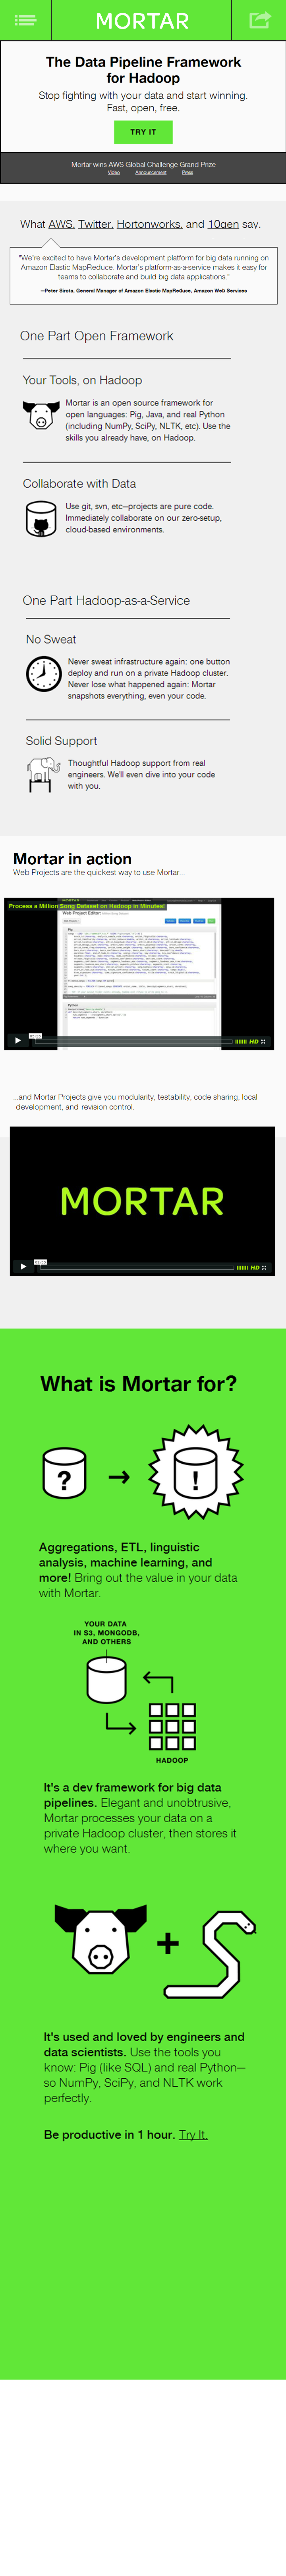 MORTAR
The Data Pipeline Framework
for Hadoop
Stop fighting with your data and start winning.
Fast, open, free.
TRY IT
Mortar wins AWS Global Challenge Grand Prize
Video Announcement Press
What AWS, Twitter, Hortonworks, and 10gen say.
"We're excited to have Mortar's development platform for big data running on
Amazon Elastic MapReduce. Mortar's platform-as-a-service makes it easy for
teams to collaborate and build big data applications."
—Peter Sirota, General Manager of Amazon Elastic MapReduce, Amazon Web Services
One Part Open Framework
Your Tools, on Hadoop
Mortar is an open source framework for
open languages: Pig, Java, and real Python
(including NumPy, SciPy, NLTK, etc). Use the
skills you already have, on Hadoop.
Collaborate with Data
Use git, svn, etc—projects are pure code.
Immediately collaborate on our zero-setup,
cloud-based environments.
One Part Hadoop-as-a-Service
No Sweat
Never sweat infrastructure again: one button
deploy and run on a private Hadoop cluster.
Never lose what happened again: Mortar
snapshots everything, even your code.
Solid Support
Thoughtful Hadoop support from real
engineers. We'll even dive into your code
with you.
Mortar in action
Web Projects are the quickest way to use Mortar...
Process a Million Song Dataset on Hadoop in Minutes!
Web Project Editor
Pig
Python
HD
...and Mortar Projects give you modularity, testability, code sharing, local
development, and revision control.
MORTAR
HD
What is Mortar for?
? → !
Aggregations, ETL, linguistic
analysis, machine learning, and
more! Bring out the value in your data
with Mortar.
YOUR DATA
IN S3, MONGODB,
AND OTHERS
HADOOP
It's a dev framework for big data
pipelines. Elegant and unobtrusive,
Mortar processes your data on a
private Hadoop cluster, then stores it
where you want.
+
It's used and loved by engineers and
data scientists. Use the tools you
know: Pig (like SQL) and real Python—
so NumPy, SciPy, and NLTK work
perfectly.
Be productive in 1 hour. Try It.